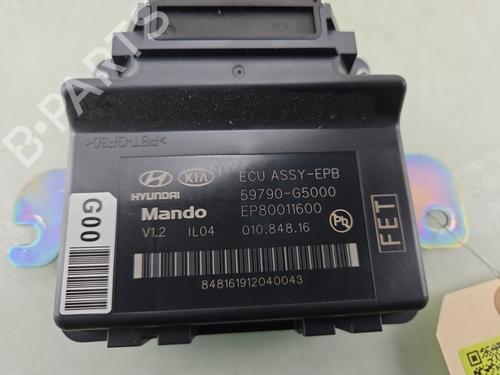 B-PARTS
>PBT-GF30<
HYUNDAI KIA ECU ASSY-EPB
59790-G5000
Mando EP80011600
V1.2 IL04 010.848.16
848161912040043
G00
FET